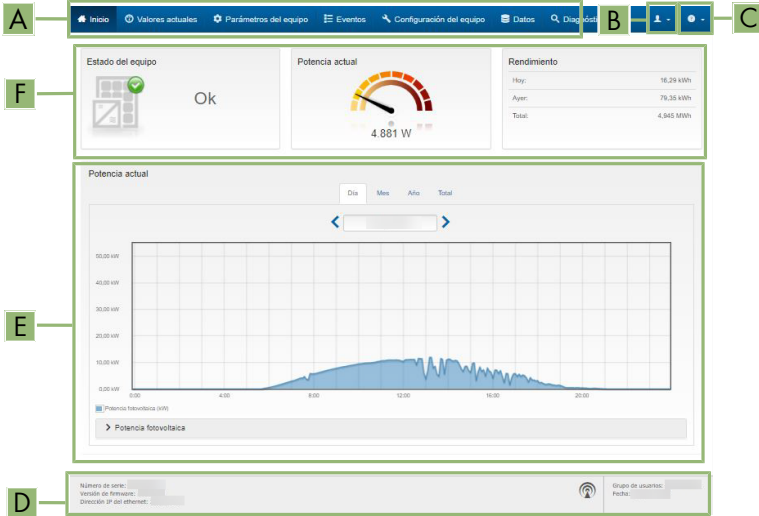 A
Inicio Valores actuales Parámetros del equipo Eventos Configuración del equipo Datos
B
C
F
Estado del equipo
Ok
Potencia actual
4.881 W
Rendimiento
Hoy: 16,29 kWh
Ayer: 79,35 kWh
Total: 4,945 MWh
E
Potencia actual
Día Mes Año Total
50,00 kW
40,00 kW
30,00 kW
20,00 kW
10,00 kW
0,00 kW
0:00 4:00 8:00 12:00 16:00 20:00
Potencia fotovoltaica (kW)
Potencia fotovoltaica
D
Número de serie:
Versión de firmware:
Dirección IP del ethernet:
Grupo de usuarios:
Fecha: